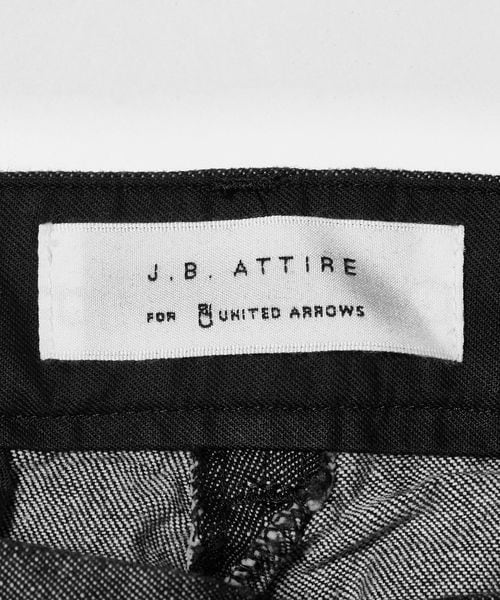 J.B. ATTIRE
FOR UNITED ARROWS